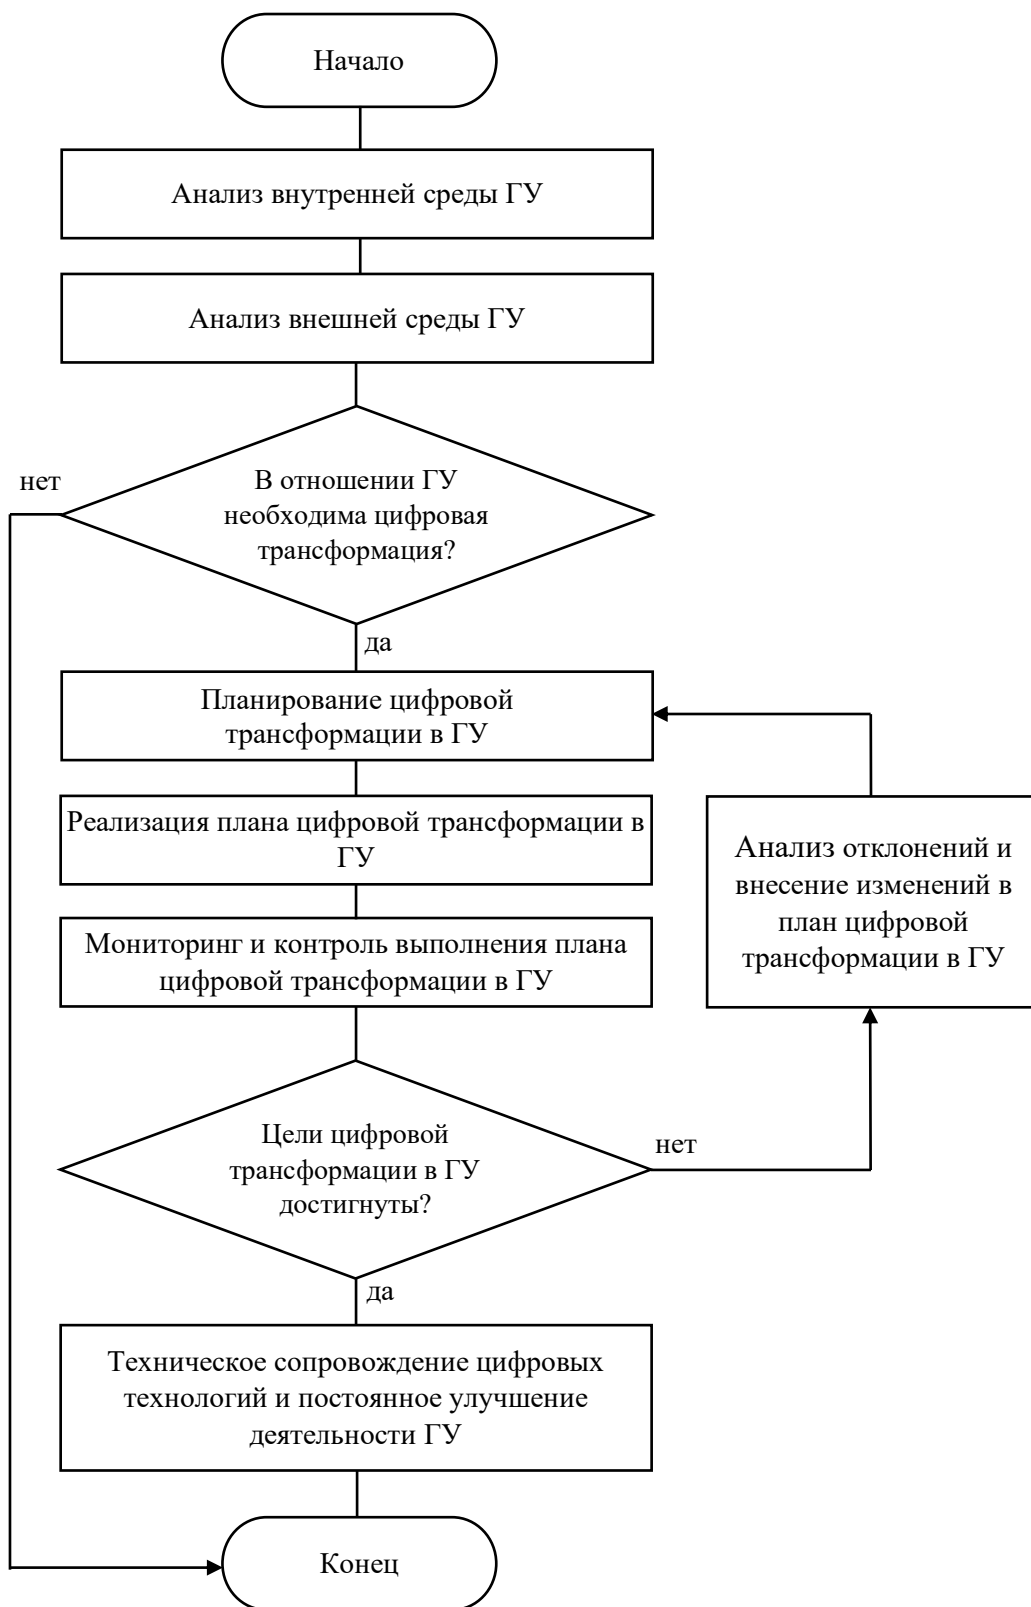 Начало
Анализ внутренней среды ГУ
Анализ внешней среды ГУ
нет
В отношении ГУ
необходима цифровая
трансформация?
да
Планирование цифровой
трансформации в ГУ
Реализация плана цифровой трансформации в
ГУ
Анализ отклонений и
внесение изменений в
план цифровой
трансформации в ГУ
Мониторинг и контроль выполнения плана
цифровой трансформации в ГУ
Цели цифровой
трансформации в ГУ
достигнуты?
нет
да
Техническое сопровождение цифровых
технологий и постоянное улучшение
деятельности ГУ
Конец